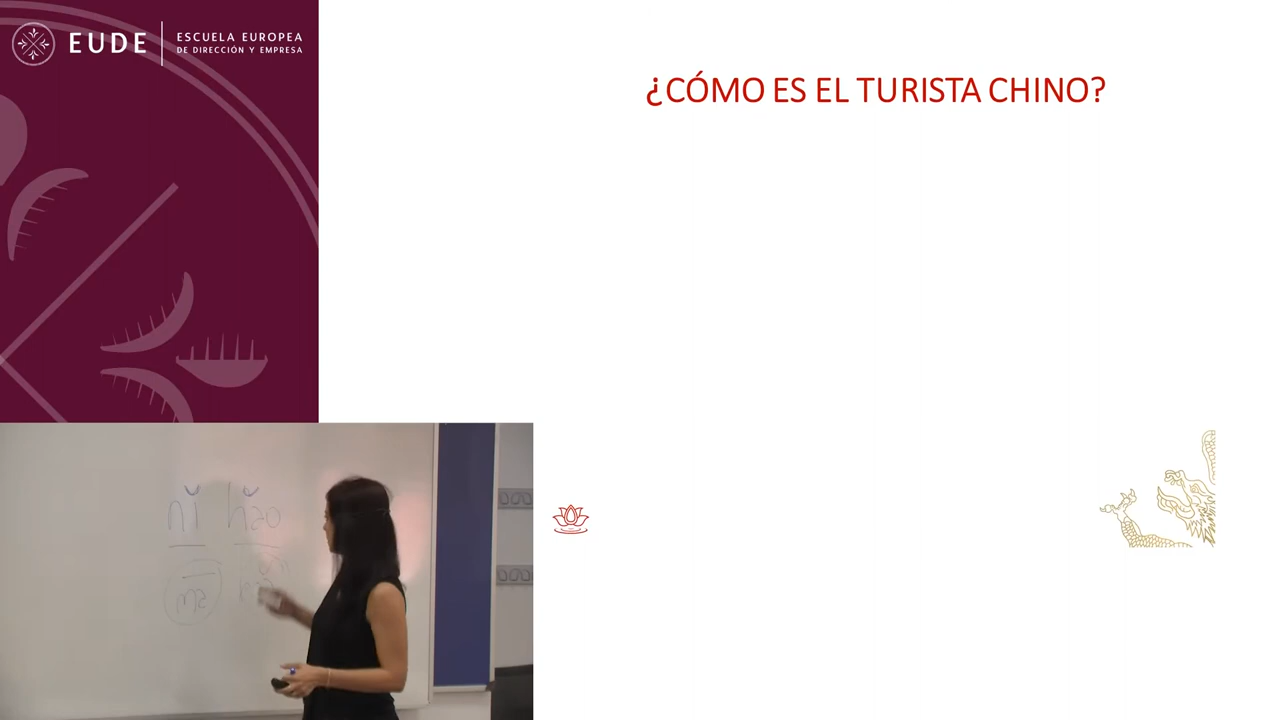 EUDE
ESCUELA EUROPEA
DE DIRECCIÓN Y EMPRESA
¿CÓMO ES EL TURISTA CHINO?
nǐ hǎo